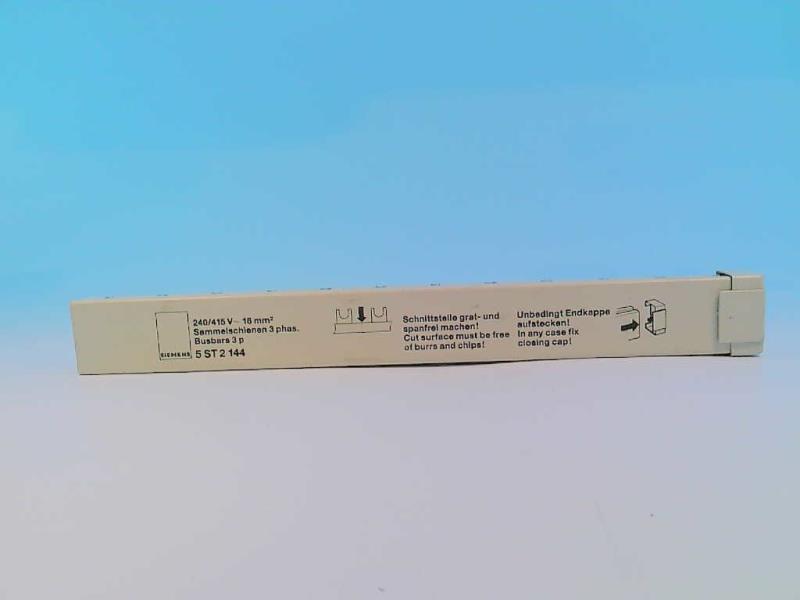 SIEMENS
240/415 V~ 16 mm²
Sammelschienen 3 phas.
Busbars 3 p
5 ST 2 144
Schnittstelle grat- und
spanfrei machen!
Cut surface must be free
of burrs and chips!
Unbedingt Endkappe
aufstecken!
In any case fix
closing cap!